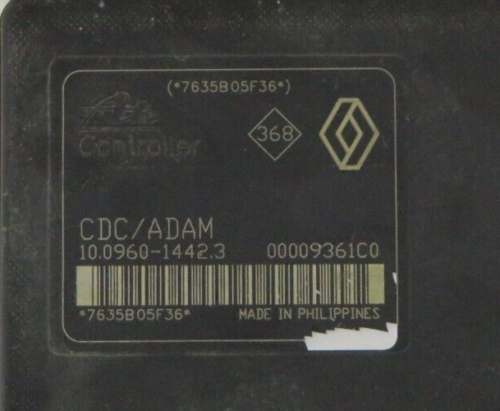 (*7635B05F36*)
368
Controller
CDC/ADAM
10.0960-1442.3 00009361C0
*7635B05F36* MADE IN PHILIPPINES